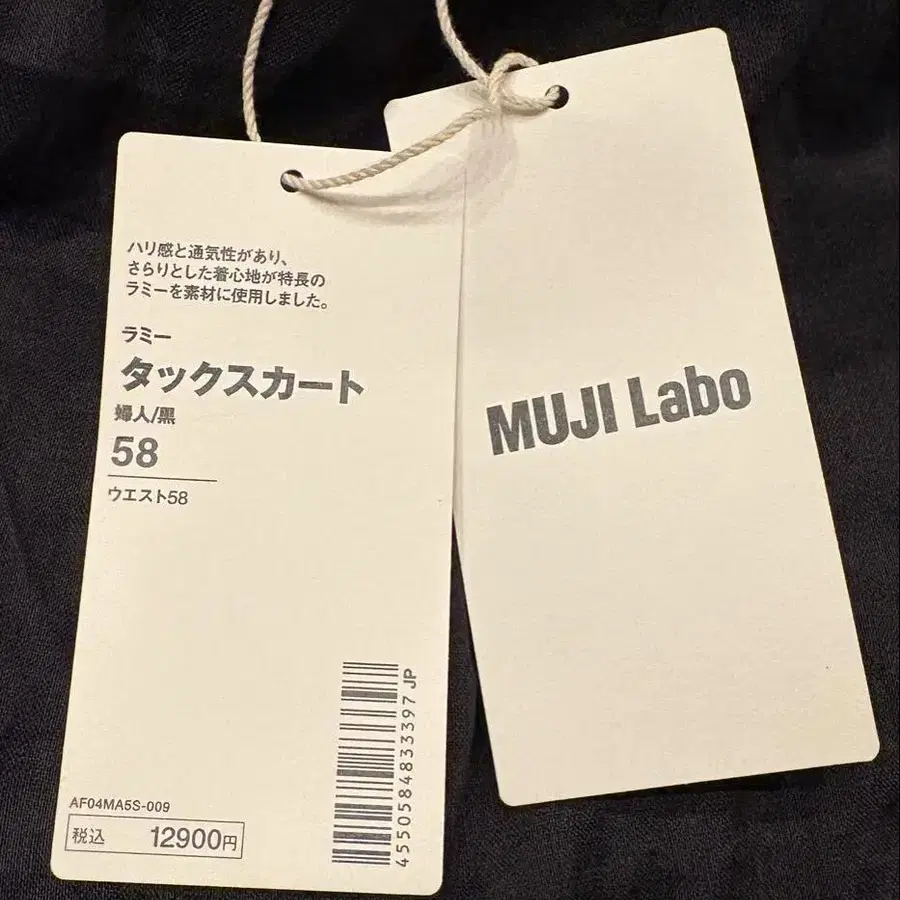 ハリ感と通気性があり、
さらりとした着心地が特長の
ラミーを素材に使用しました。
ラミー
タックスカート
婦人/黒
58
ウエスト58
4550584833397 JP
AF04MA5S-009
税込 12900円
MUJI Labo